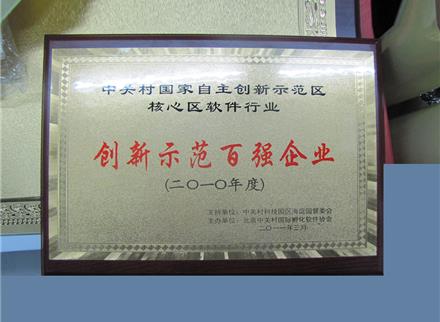 中关村国家自主创新示范区
核心区软件行业
创新示范百强企业
(二〇一〇年度)
支持单位：中关村科技园区海淀园管委会
主办单位：北京中关村国际孵化软件协会
二〇一一年三月